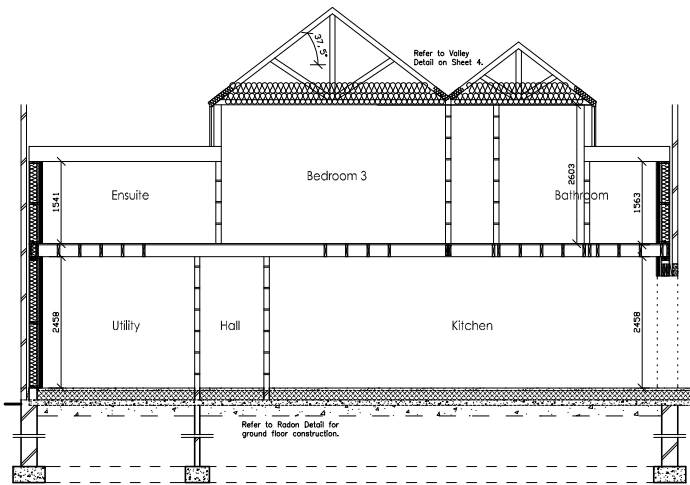 37,5°
Refer to Valley
Detail on Sheet 4.
Bedroom 3
2603
Ensuite
Bathroom
1541
1563
2458
Utility
Hall
Kitchen
2458
Refer to Radon Detail for
ground floor construction.